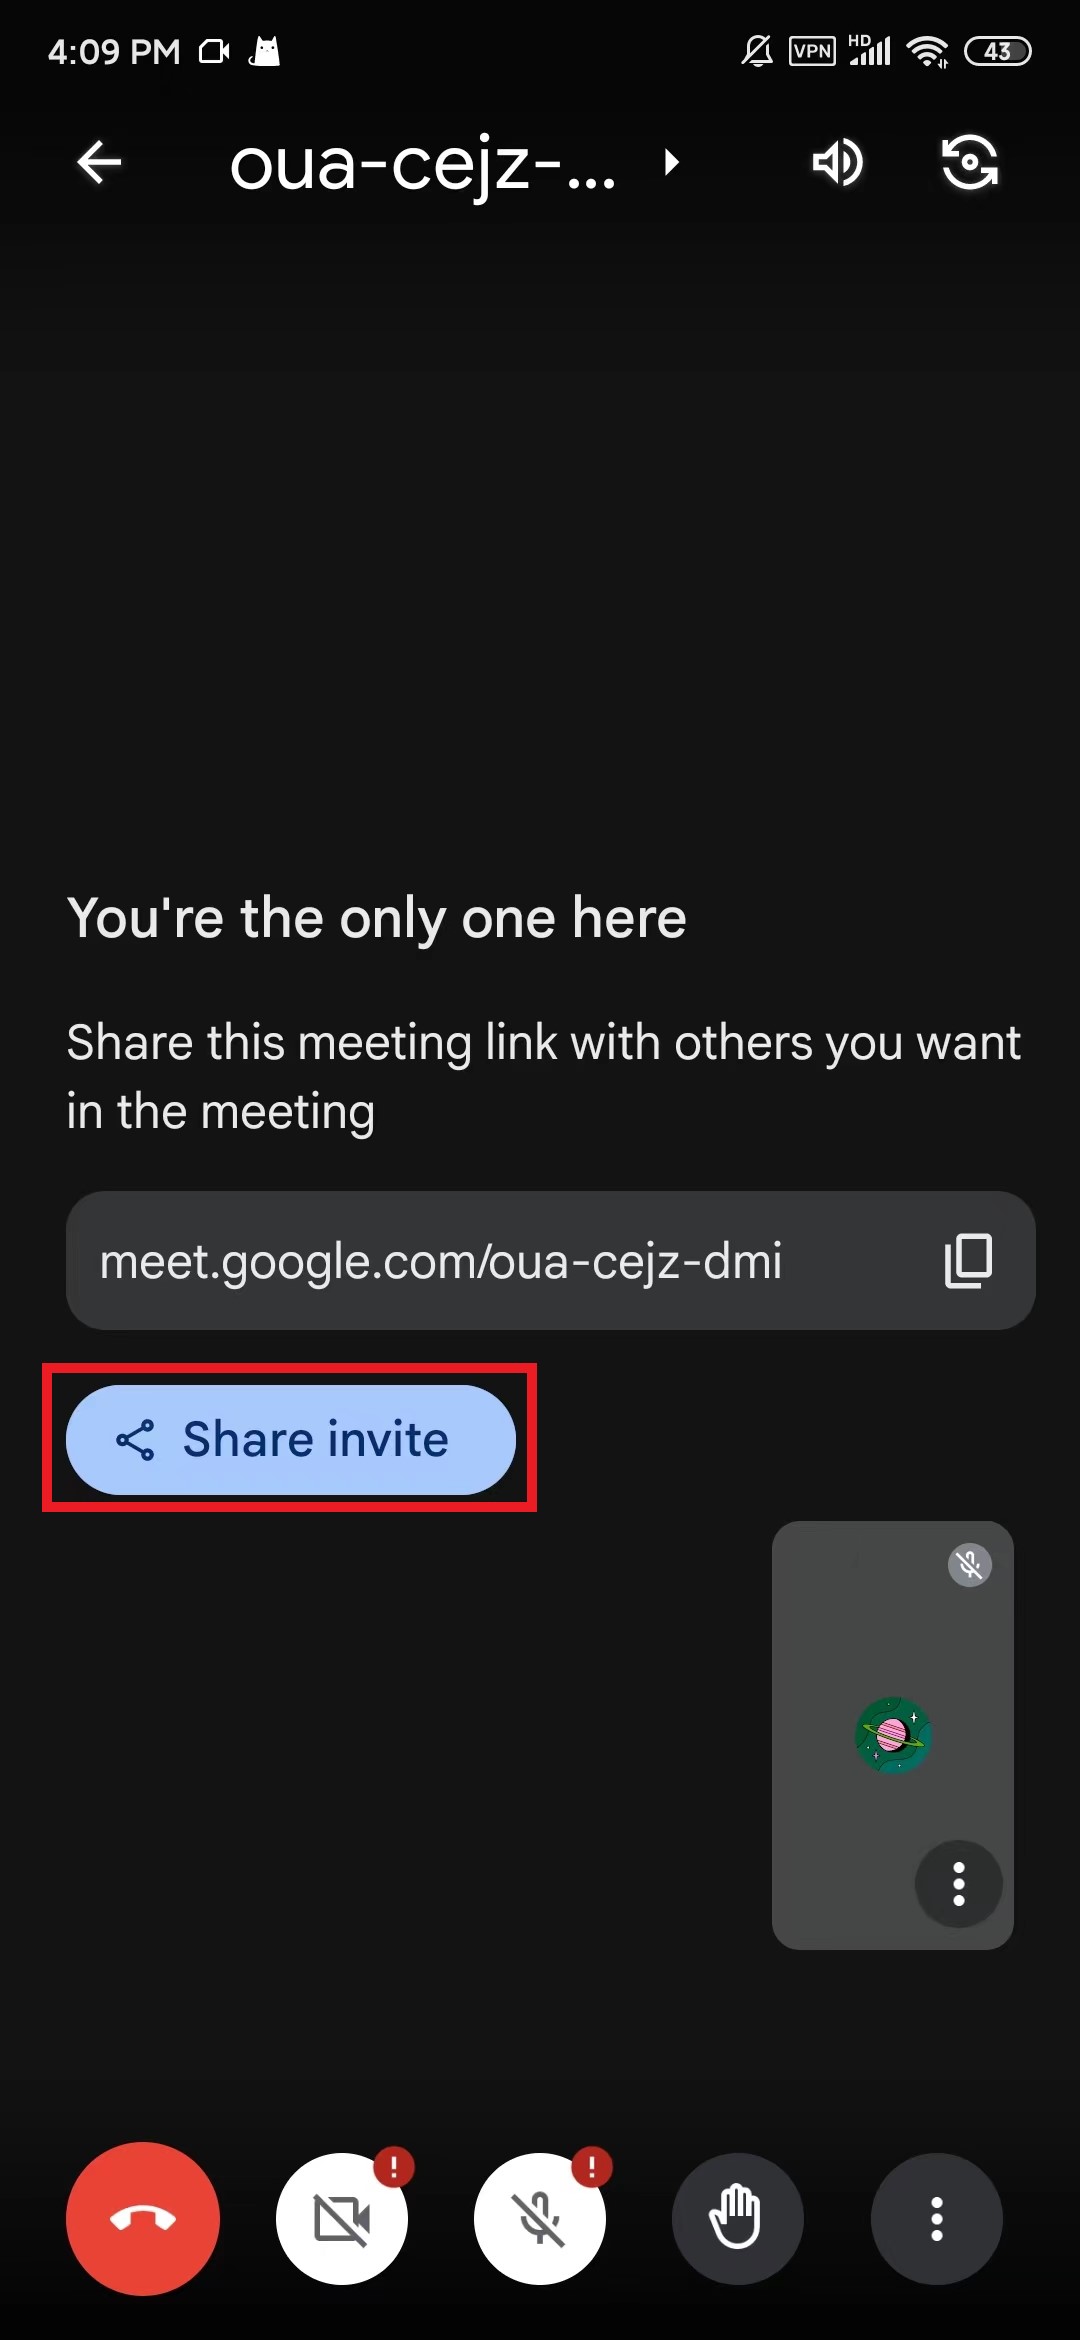 4:09 PM VPN HD 43
oua-cejz-...
You're the only one here
Share this meeting link with others you want
in the meeting
meet.google.com/oua-cejz-dmi
Share invite
! !